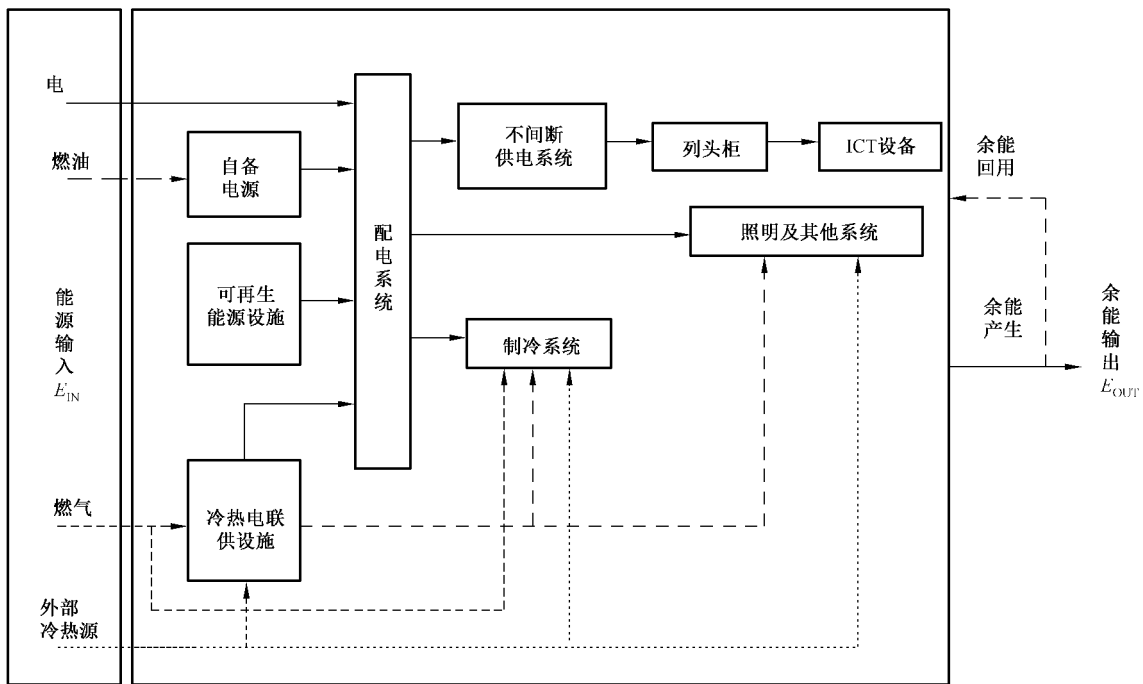 电
燃油
能
源
输
入
E_IN
燃气
外部
冷热源
自备
电源
可再生
能源设施
冷热电联
供设施
配
电
系
统
不间断
供电系统
列头柜
ICT设备
照明及其他系统
制冷系统
余能
回用
余能
产生
余
能
输
出
E_OUT